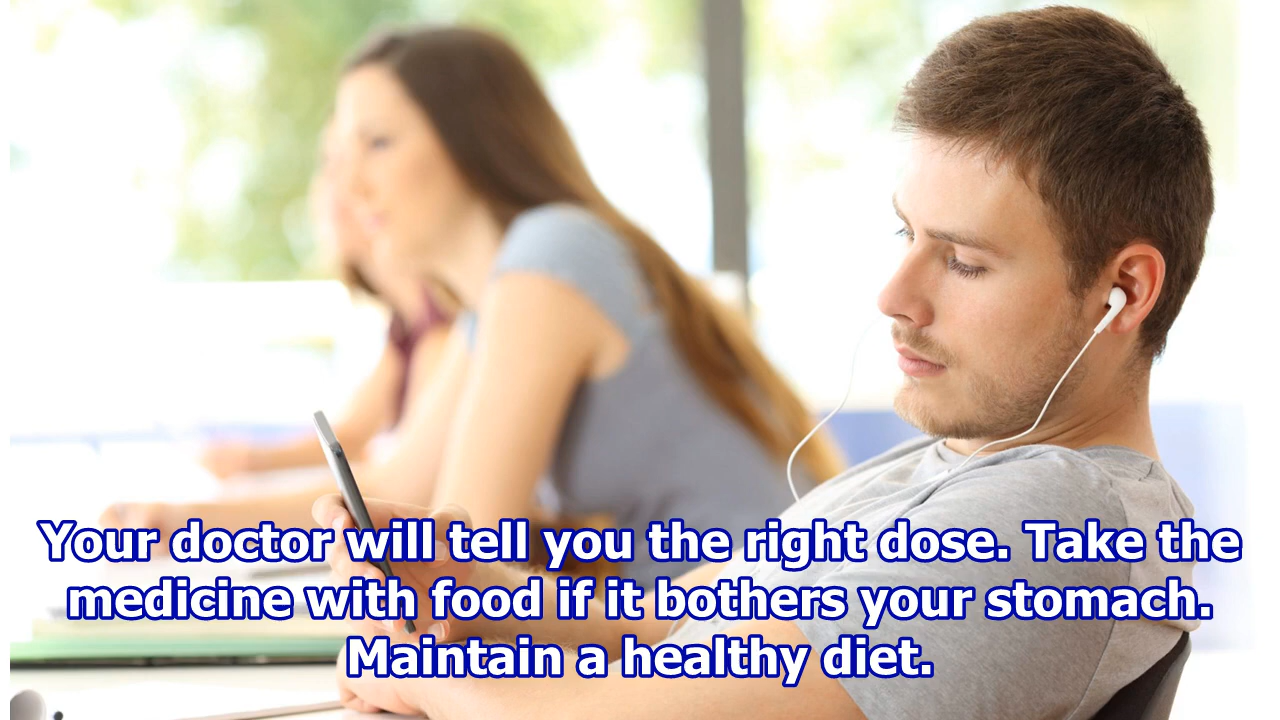 Your doctor will tell you the right dose. Take the
medicine with food if it bothers your stomach.
Maintain a healthy diet.